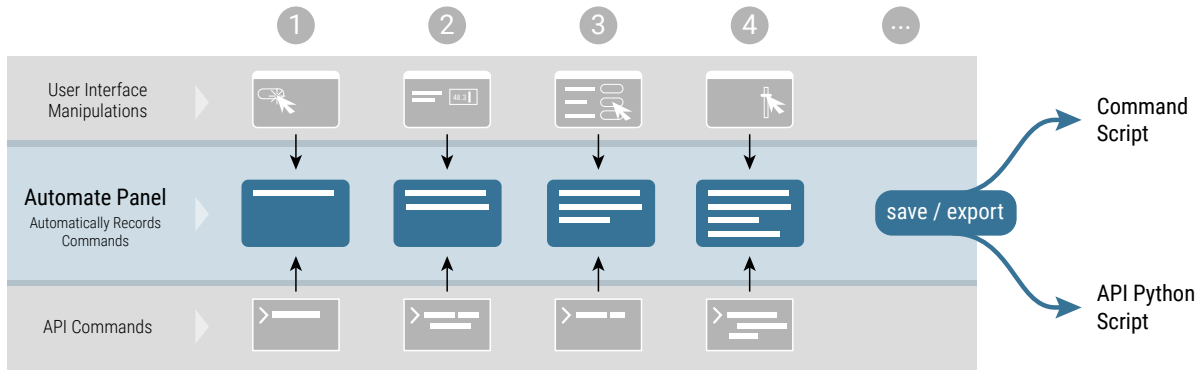 1
2
3
4
...
User Interface
Manipulations
48.3
Command
Script
Automate Panel
Automatically Records
Commands
save / export
API Commands
API Python
Script